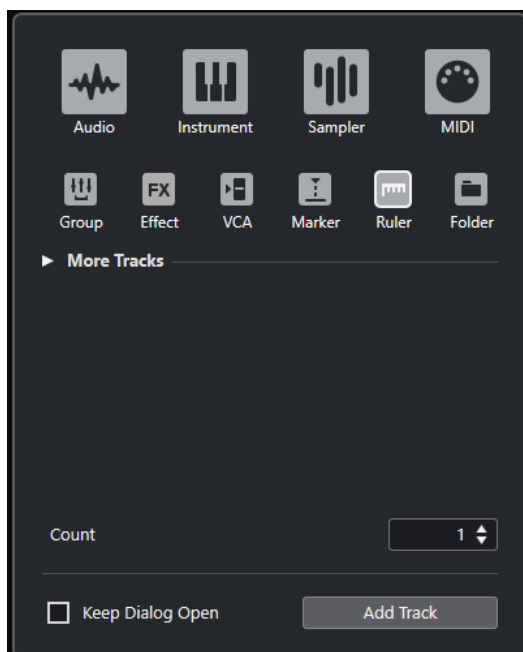 Audio Instrument Sampler MIDI
FX
Group Effect VCA Marker Ruler Folder
► More Tracks
Count 1
Keep Dialog Open Add Track